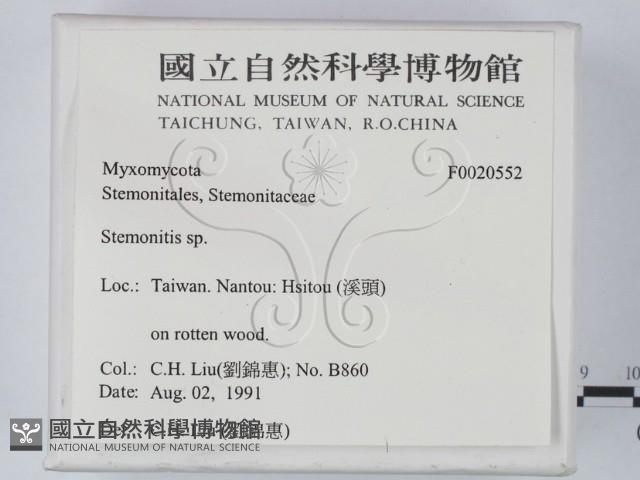 國立自然科學博物館
NATIONAL MUSEUM OF NATURAL SCIENCE
TAICHUNG, TAIWAN, R.O.CHINA
Myxomycota F0020552
Stemonitales, Stemonitaceae
Stemonitis sp.
Loc.: Taiwan. Nantou: Hsitou (溪頭)
on rotten wood.
Col.: C.H. Liu(劉錦惠); No. B860
Date: Aug. 02, 1991
國立自然科學博物館
NATIONAL MUSEUM OF NATURAL SCIENCE
9 10